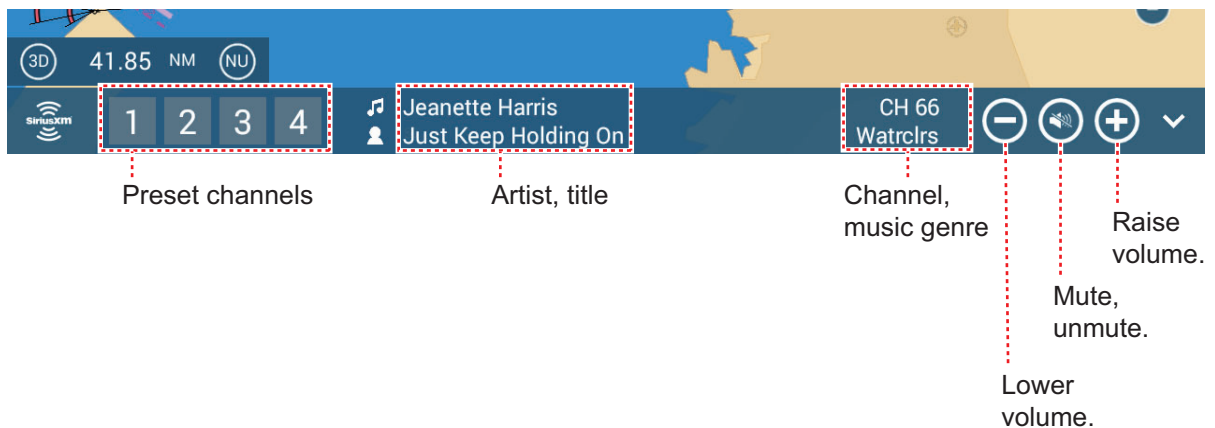 3D 41.85 NM NU
siriusxm 1 2 3 4
Jeanette Harris
Just Keep Holding On
CH 66
Watrclrs
Preset channels
Artist, title
Channel,
music genre
Raise
volume.
Mute,
unmute.
Lower
volume.